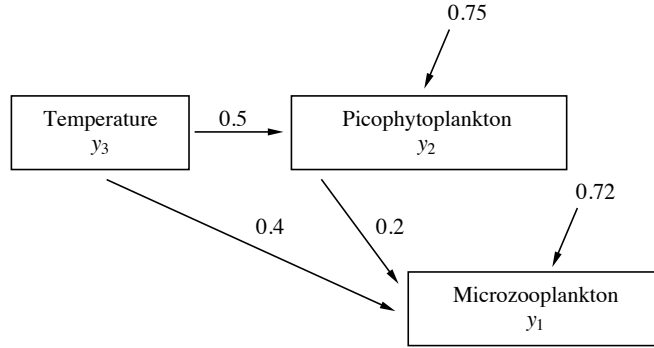 0.75
Temperature
y₃
0.5
Picophytoplankton
y₂
0.72
0.4
0.2
Microzooplankton
y₁